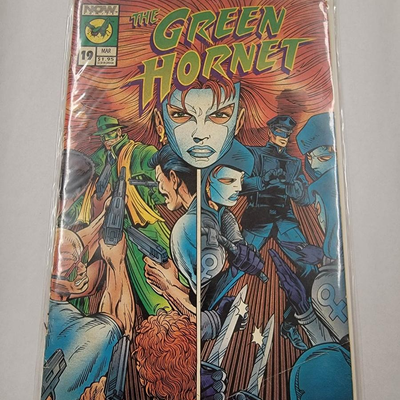 NOW
19
MAR
$1.95
THE
GREEN
HORNET